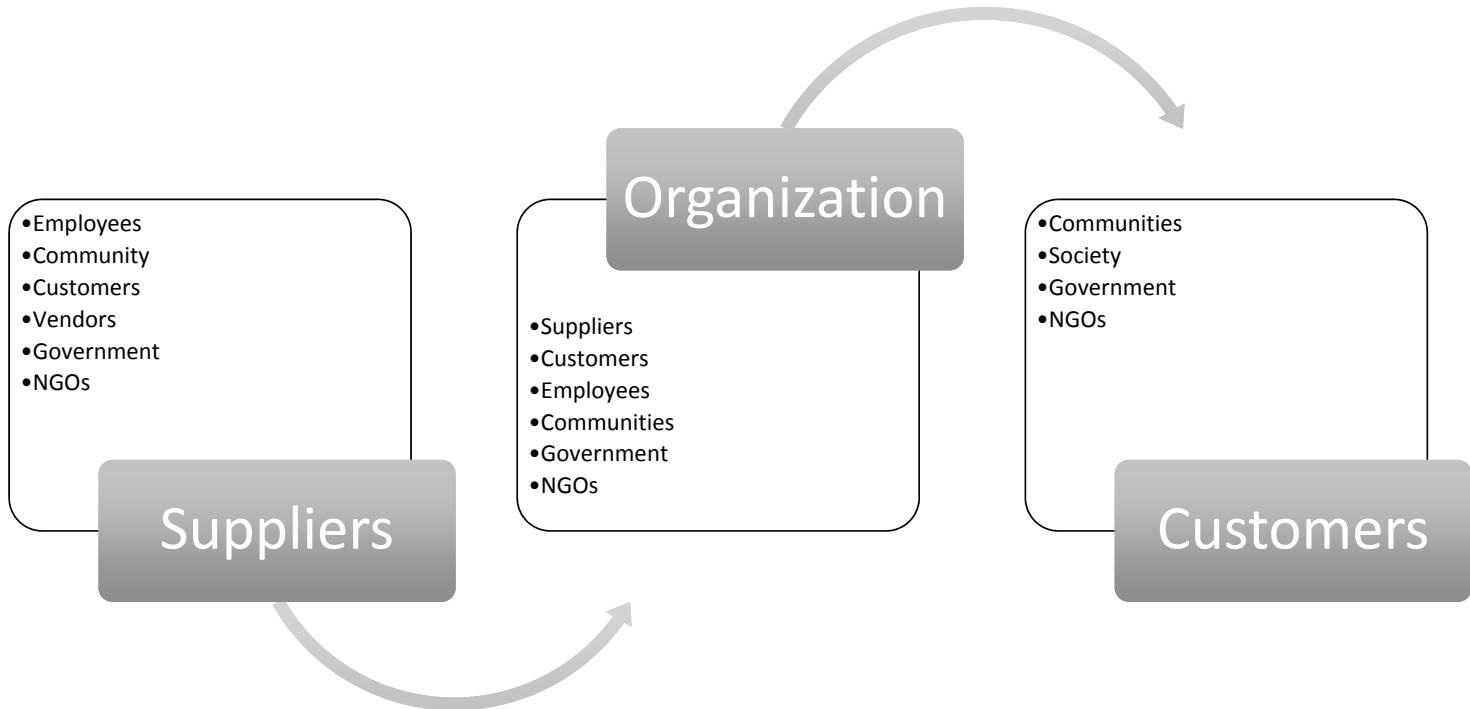 •Employees
•Community
•Customers
•Vendors
•Government
•NGOs
Suppliers
Organization
•Suppliers
•Customers
•Employees
•Communities
•Government
•NGOs
•Communities
•Society
•Government
•NGOs
Customers